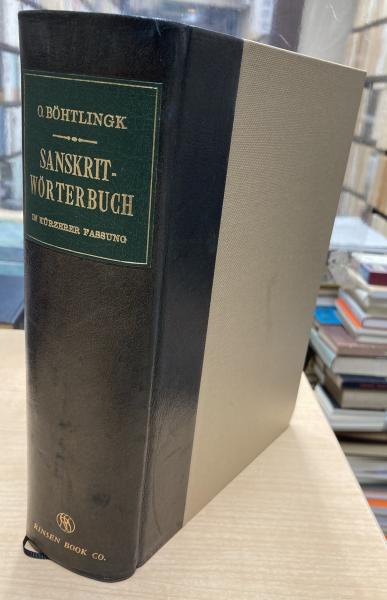 O. BÖHTLINGK
SANSKRIT-
WÖRTERBUCH
IN KÜRZERER FASSUNG
RINSEN BOOK CO.